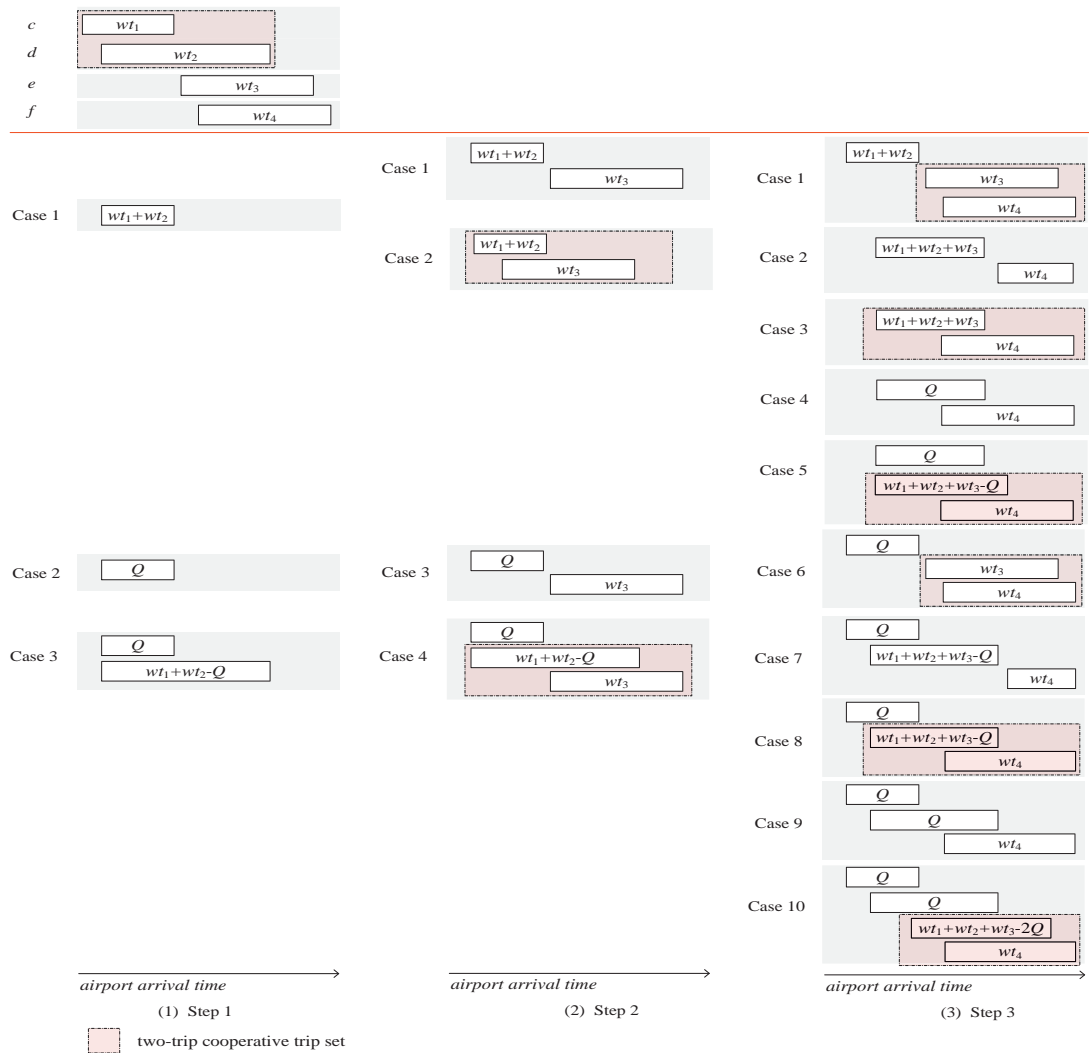 c wt₁
d wt₂
e wt₃
f wt₄
Case 1 wt₁+wt₂
Case 2 Q
Case 3 Q
wt₁+wt₂-Q
airport arrival time
(1) Step 1
Case 1 wt₁+wt₂
wt₃
Case 2 wt₁+wt₂
wt₃
Case 3 Q
wt₃
Case 4 Q
wt₁+wt₂-Q
wt₃
airport arrival time
(2) Step 2
Case 1 wt₁+wt₂
wt₃
wt₄
Case 2 wt₁+wt₂+wt₃
wt₄
Case 3 wt₁+wt₂+wt₃
wt₄
Case 4 Q
wt₄
Case 5 Q
wt₁+wt₂+wt₃-Q
wt₄
Case 6 Q
wt₃
wt₄
Case 7 Q
wt₁+wt₂+wt₃-Q
wt₄
Case 8 Q
wt₁+wt₂+wt₃-Q
wt₄
Case 9 Q
Q
wt₄
Case 10 Q
Q
wt₁+wt₂+wt₃-2Q
wt₄
airport arrival time
(3) Step 3
two-trip cooperative trip set